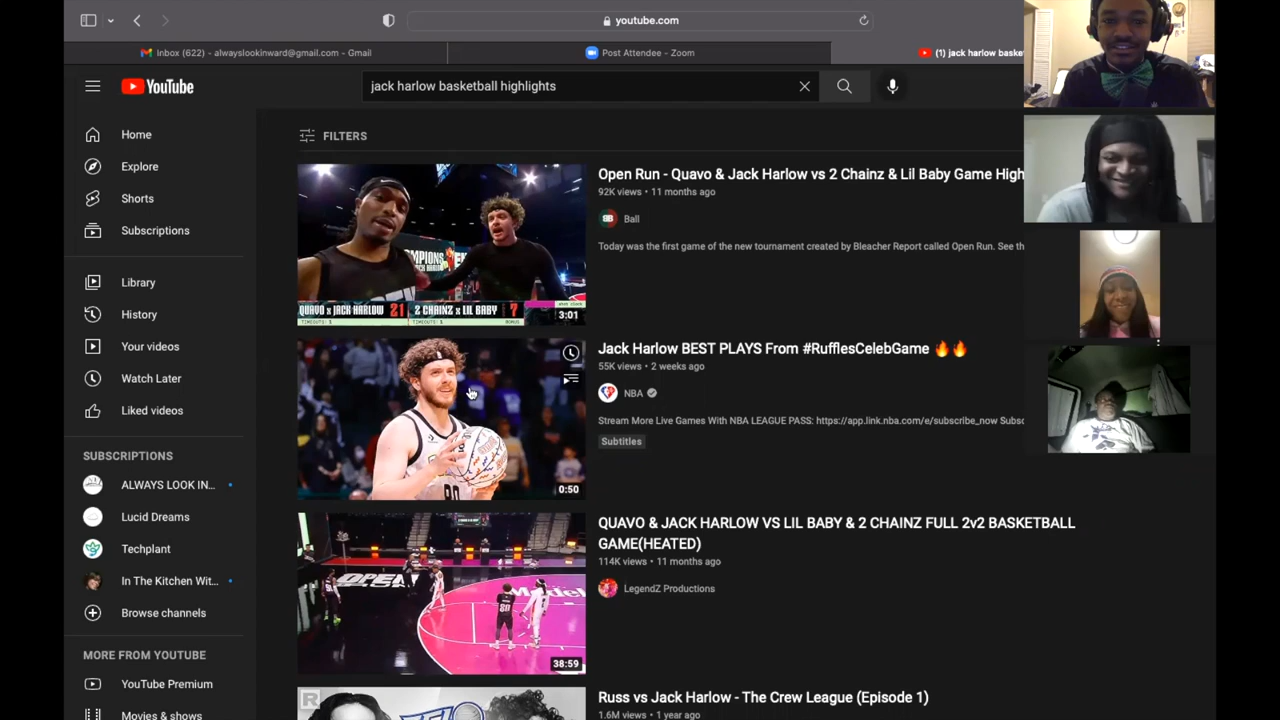 youtube.com
Inbox (622) - alwayslookinward@gmail.com - Gmail
Post Attendee - Zoom
(1) jack harlow baske
YouTube
jack harlow basketball highlights
Home
Explore
Shorts
Subscriptions
Library
History
Your videos
Watch Later
Liked videos
SUBSCRIPTIONS
ALWAYS LOOK IN...
Lucid Dreams
Techplant
In The Kitchen Wit...
Browse channels
MORE FROM YOUTUBE
YouTube Premium
Movies & shows
FILTERS
QUAVO x JACK HARLOW 21 2 CHAINZ x LIL BABY 7
3:01
Open Run - Quavo & Jack Harlow vs 2 Chainz & Lil Baby Game High
92K views • 11 months ago
Ball
Today was the first game of the new tournament created by Bleacher Report called Open Run. See th
0:50
Jack Harlow BEST PLAYS From #RufflesCelebGame 🔥🔥
55K views • 2 weeks ago
NBA
Stream More Live Games With NBA LEAGUE PASS: https://app.link.nba.com/e/subscribe_now Subsc
Subtitles
OPEN
38:59
QUAVO & JACK HARLOW VS LIL BABY & 2 CHAINZ FULL 2v2 BASKETBALL
GAME(HEATED)
114K views • 11 months ago
LegendZ Productions
R
Russ vs Jack Harlow - The Crew League (Episode 1)
1.6M views • 1 year ago